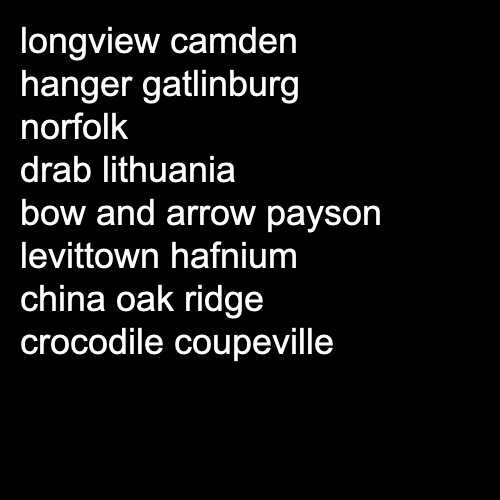 longview camden
hanger gatlinburg
norfolk
drab lithuania
bow and arrow payson
levittown hafnium
china oak ridge
crocodile coupeville